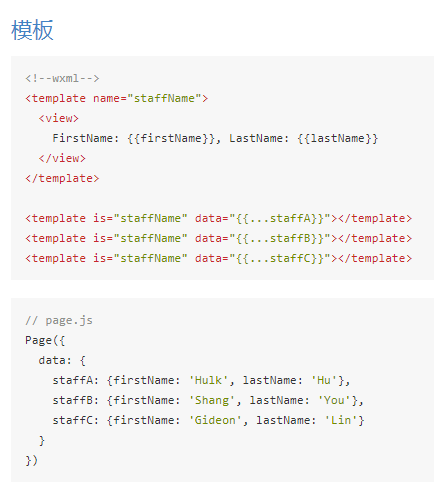 模板
<!--wxml-->
<template name="staffName">
  <view>
    FirstName: {{firstName}}, LastName: {{lastName}}
  </view>
</template>

<template is="staffName" data="{{...staffA}}"></template>
<template is="staffName" data="{{...staffB}}"></template>
<template is="staffName" data="{{...staffC}}"></template>
// page.js
Page({
  data: {
    staffA: {firstName: 'Hulk', lastName: 'Hu'},
    staffB: {firstName: 'Shang', lastName: 'You'},
    staffC: {firstName: 'Gideon', lastName: 'Lin'}
  }
})